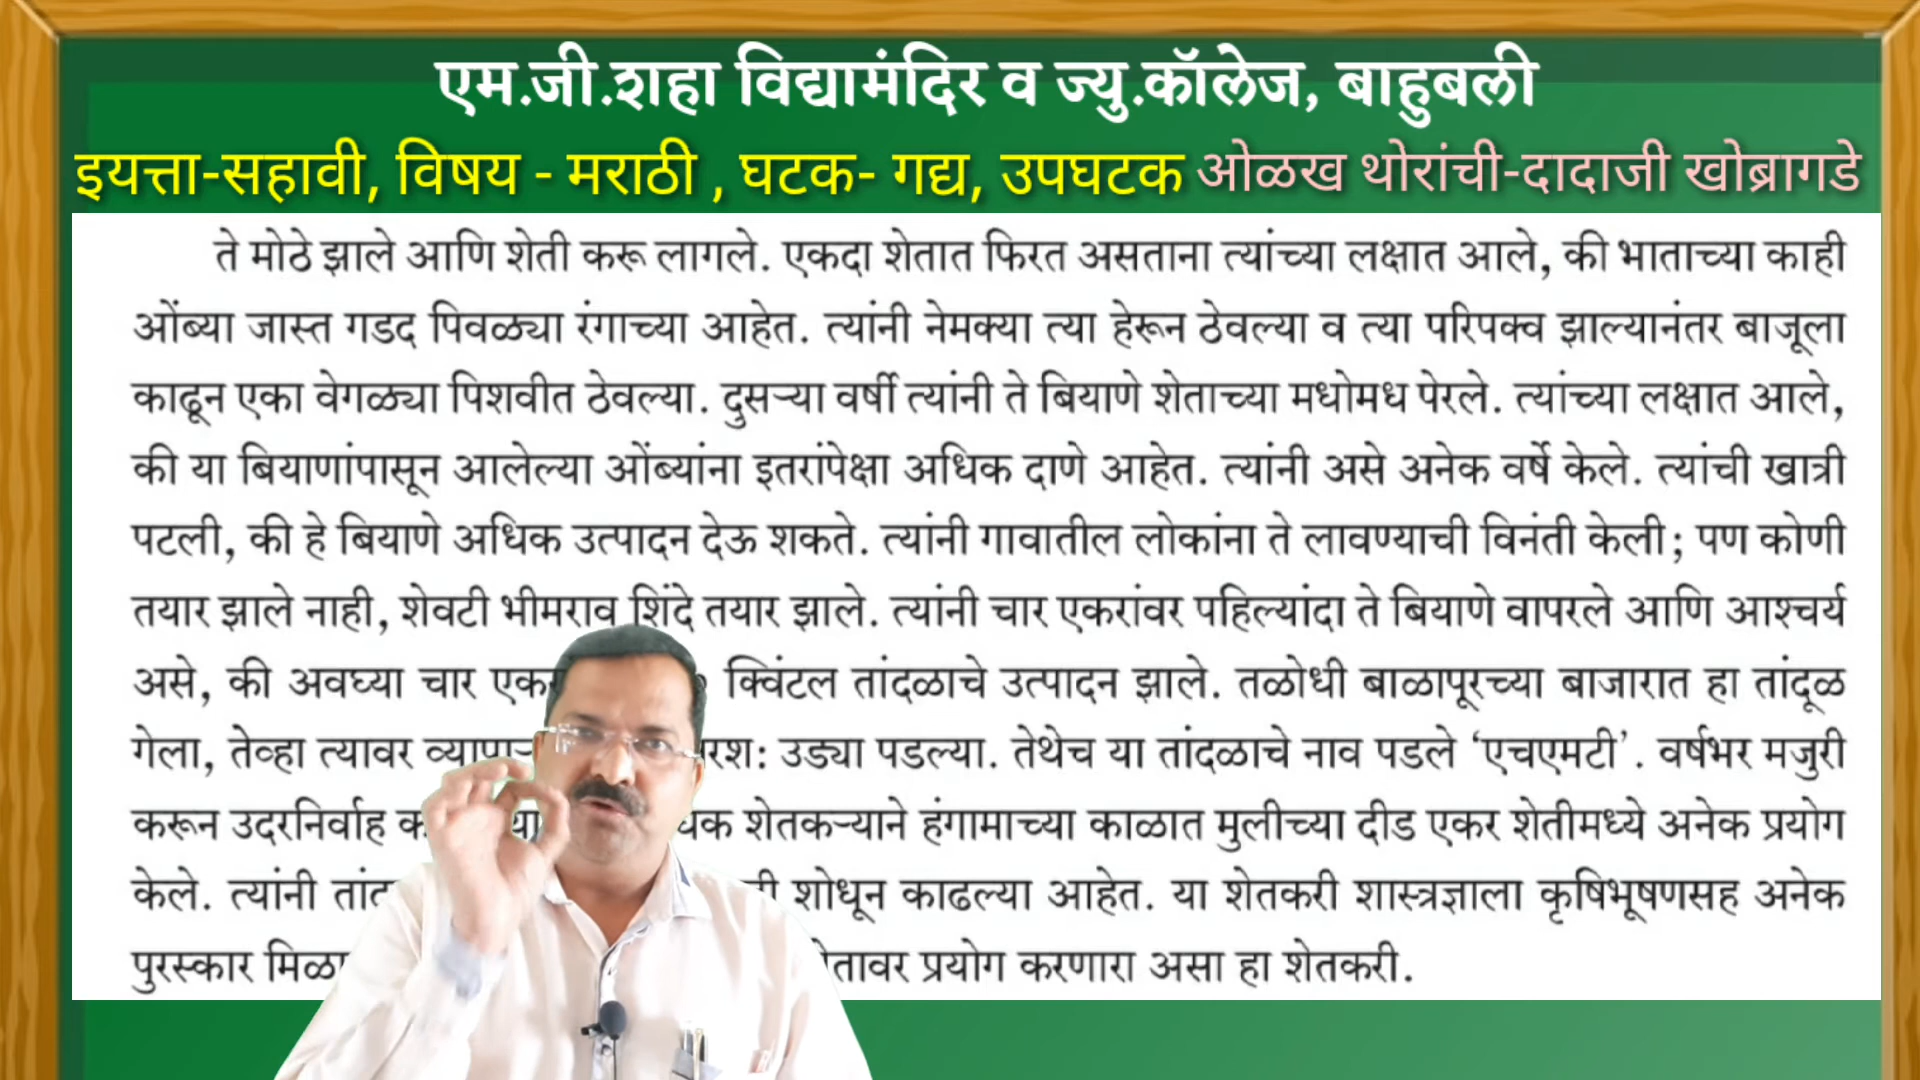 एम.जी.शहा विद्यामंदिर व ज्यु.कॉलेज, बाहुबली
इयत्ता-सहावी, विषय - मराठी , घटक- गद्य, उपघटक ओळख थोरांची-दादाजी खोब्रागडे
ते मोठे झाले आणि शेती करू लागले. एकदा शेतात फिरत असताना त्यांच्या लक्षात आले, की भाताच्या काही
ओंब्या जास्त गडद पिवळ्या रंगाच्या आहेत. त्यांनी नेमक्या त्या हेरून ठेवल्या व त्या परिपक्व झाल्यानंतर बाजूला
काढून एका वेगळ्या पिशवीत ठेवल्या. दुसऱ्या वर्षी त्यांनी ते बियाणे शेताच्या मधोमध पेरले. त्यांच्या लक्षात आले,
की या बियाणांपासून आलेल्या ओंब्यांना इतरांपेक्षा अधिक दाणे आहेत. त्यांनी असे अनेक वर्षे केले. त्यांची खात्री
पटली, की हे बियाणे अधिक उत्पादन देऊ शकते. त्यांनी गावातील लोकांना ते लावण्याची विनंती केली; पण कोणी
तयार झाले नाही, शेवटी भीमराव शिंदे तयार झाले. त्यांनी चार एकरांवर पहिल्यांदा ते बियाणे वापरले आणि आश्चर्य
असे, की अवघ्या चार क्विंटल तांदळाचे उत्पादन झाले. तळोधी बाळापूरच्या बाजारात हा तांदूळ
गेला, तेव्हा त्यावर उड्या पडल्या. तेथेच या तांदळाचे नाव पडले ‘एचएमटी’. वर्षभर मजुरी
करून उदरनिर्वाह शेतकऱ्याने हंगामाच्या काळात मुलीच्या दीड एकर शेतीमध्ये अनेक प्रयोग
केले. त्यांनी शोधून काढल्या आहेत. या शेतकरी शास्त्रज्ञाला कृषिभूषणसह अनेक
पुरस्कार प्रयोग करणारा असा हा शेतकरी.